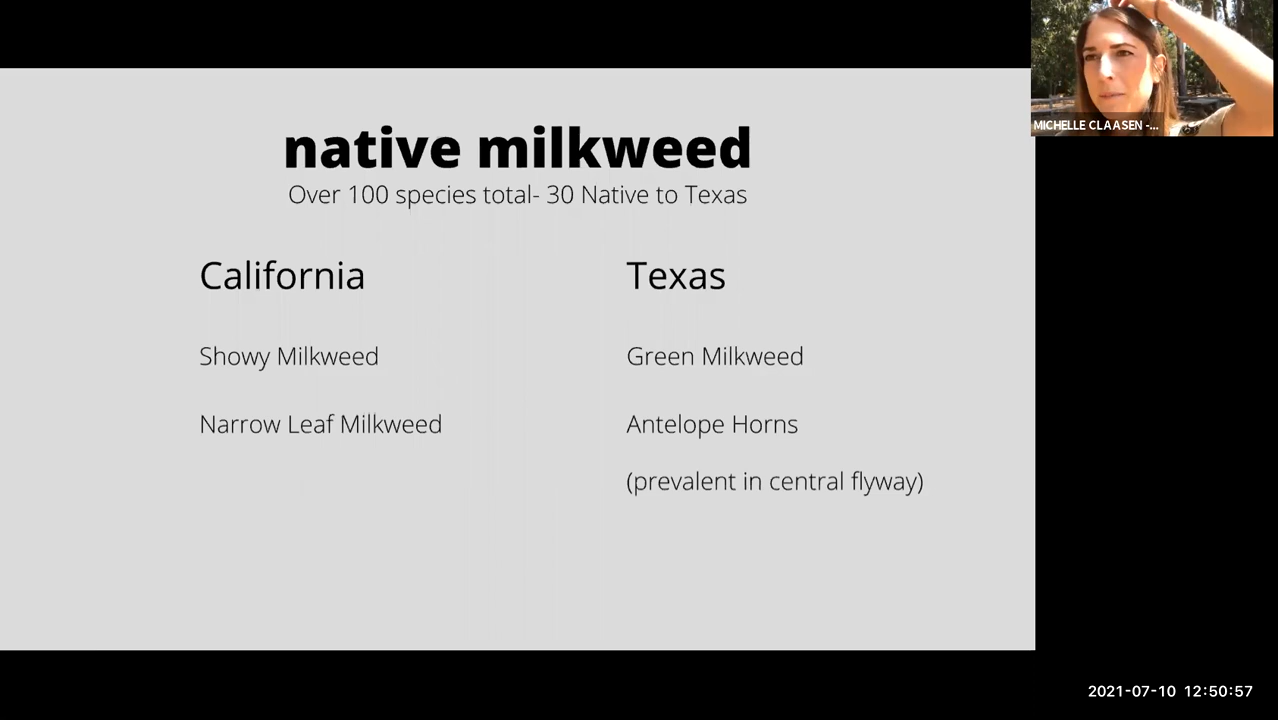 native milkweed
Over 100 species total- 30 Native to Texas
California
Showy Milkweed
Narrow Leaf Milkweed
Texas
Green Milkweed
Antelope Horns
(prevalent in central flyway)
MICHELLE CLAASEN -...
2021-07-10 12:50:57